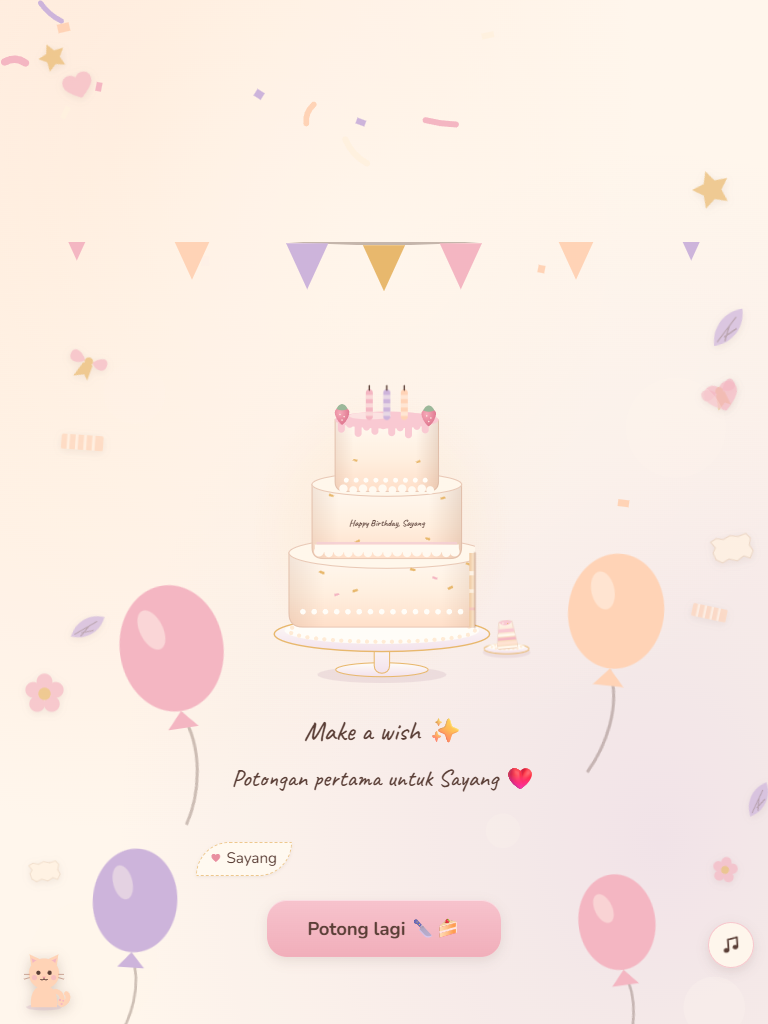 Happy Birthday, Sayang
Make a wish ✨
Potongan pertama untuk Sayang ❤️
Sayang
Potong lagi 🔪 🍰